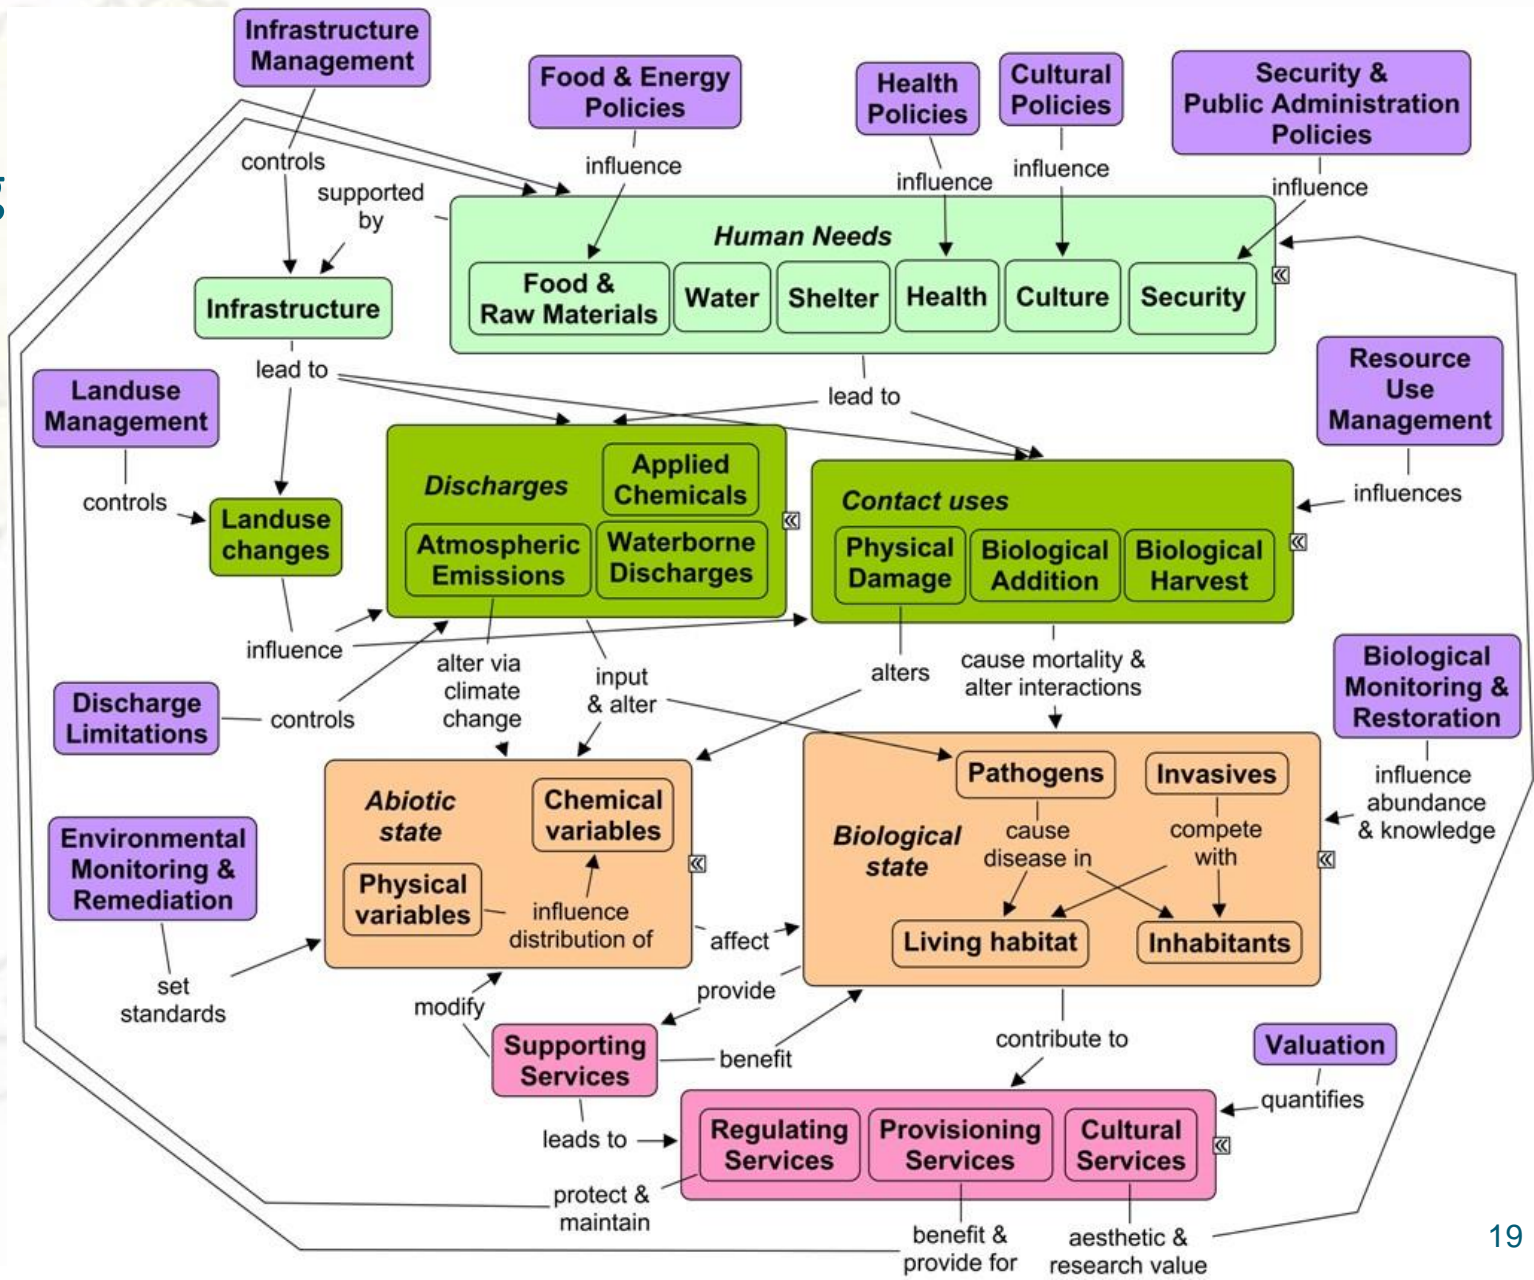 Infrastructure
Management
Food & Energy
Policies
Health
Policies
Cultural
Policies
Security &
Public Administration
Policies
controls
influence
influence
influence
influence
supported
by
g
Human Needs
Food &
Raw Materials
Water
Shelter
Health
Culture
Security
Infrastructure
lead to
lead to
Landuse
Management
Resource
Use
Management
controls
influences
Discharges
Applied
Chemicals
Atmospheric
Emissions
Waterborne
Discharges
Contact uses
Physical
Damage
Biological
Addition
Biological
Harvest
Landuse
changes
influence
Discharge
Limitations
controls
alter via
climate
change
input
& alter
alters
cause mortality &
alter interactions
Biological
Monitoring &
Restoration
influence
abundance
& knowledge
Abiotic
state
Chemical
variables
Physical
variables
influence
distribution of
Biological
state
Pathogens
Invasives
cause
disease in
compete
with
Living habitat
Inhabitants
Environmental
Monitoring &
Remediation
set
standards
affect
modify
provide
Supporting
Services
benefit
contribute to
Valuation
quantifies
leads to
Regulating
Services
Provisioning
Services
Cultural
Services
protect &
maintain
benefit &
provide for
aesthetic &
research value
19